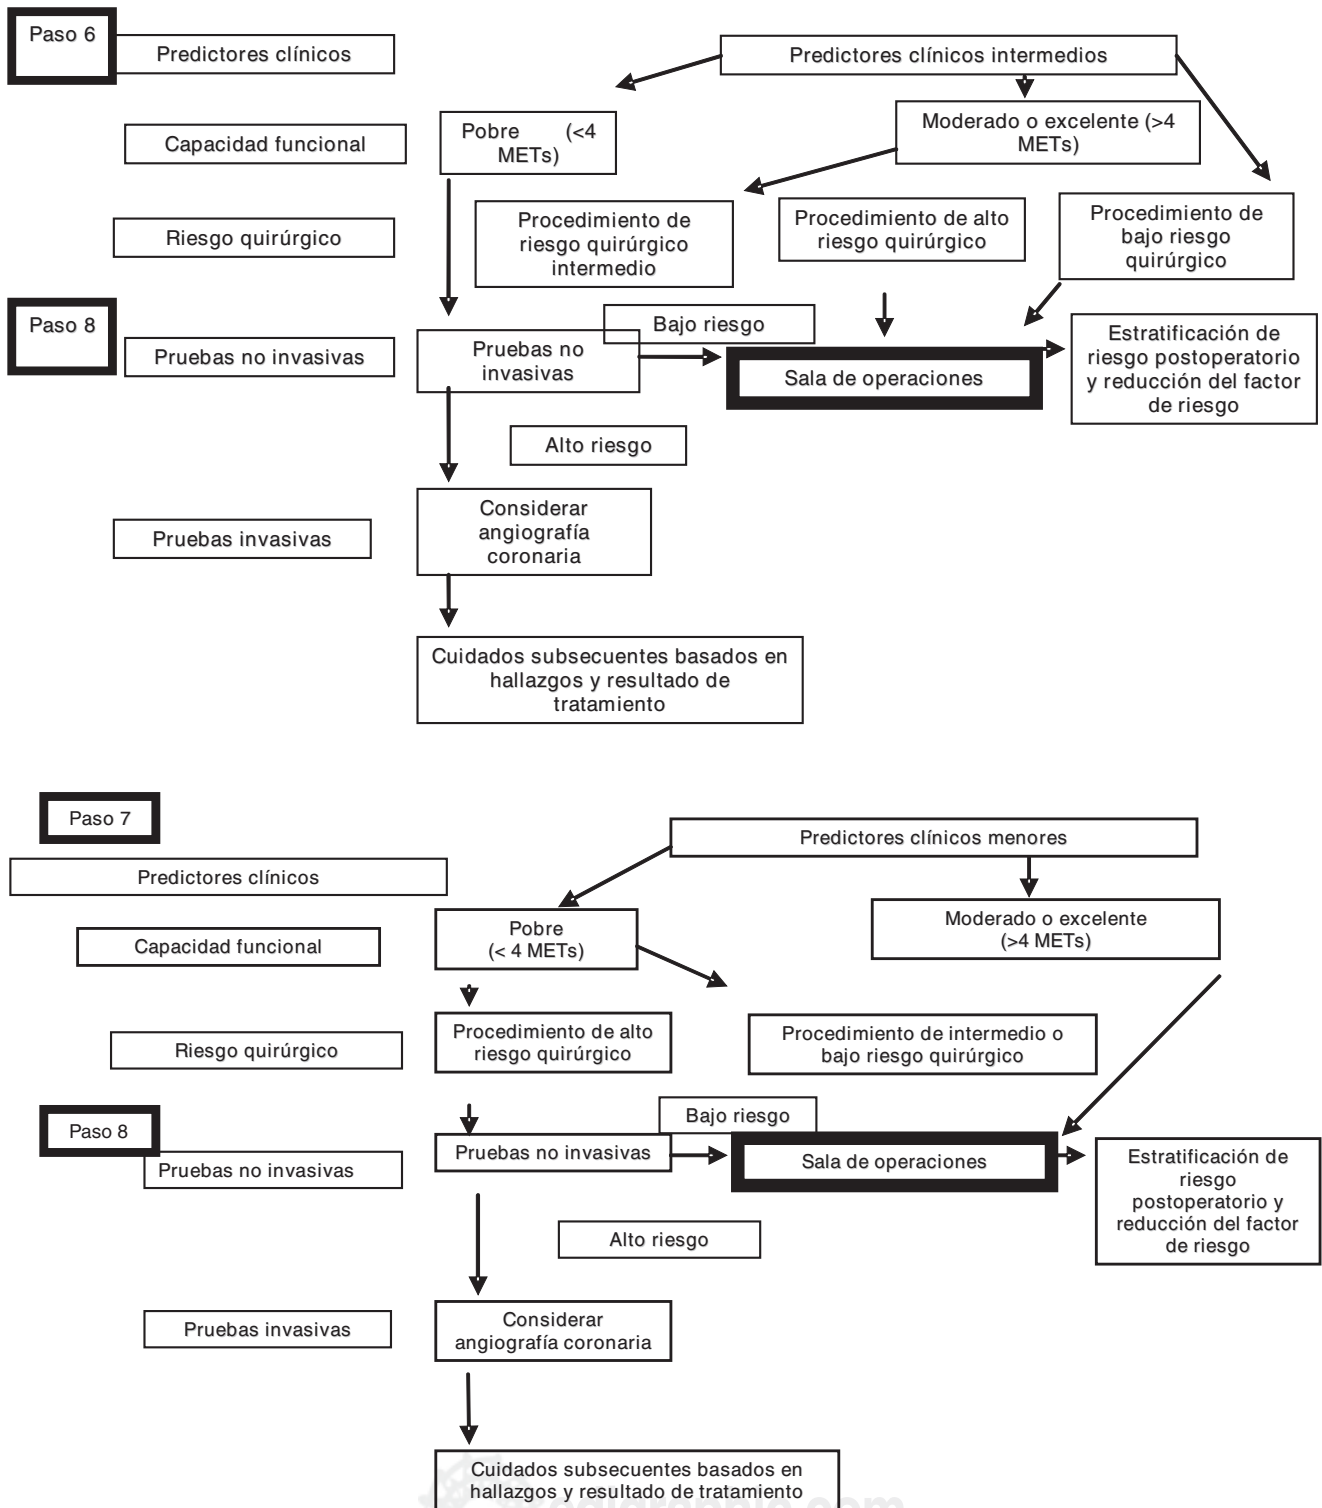 Paso 6
Predictores clínicos
Predictores clínicos intermedios
Capacidad funcional
Pobre (<4
METs)
Moderado o excelente (>4
METs)
Riesgo quirúrgico
Procedimiento de
riesgo quirúrgico
intermedio
Procedimiento de alto
riesgo quirúrgico
Procedimiento de
bajo riesgo
quirúrgico
Paso 8
Pruebas no invasivas
Pruebas no
invasivas
Bajo riesgo
Sala de operaciones
Estratificación de
riesgo postoperatorio
y reducción del factor
de riesgo
Alto riesgo
Pruebas invasivas
Considerar
angiografía
coronaria
Cuidados subsecuentes basados en
hallazgos y resultado de
tratamiento
Paso 7
Predictores clínicos
Predictores clínicos menores
Capacidad funcional
Pobre
(< 4 METs)
Moderado o excelente
(>4 METs)
Riesgo quirúrgico
Procedimiento de alto
riesgo quirúrgico
Procedimiento de intermedio o
bajo riesgo quirúrgico
Paso 8
Pruebas no invasivas
Pruebas no invasivas
Bajo riesgo
Sala de operaciones
Estratificación de
riesgo
postoperatorio y
reducción del factor
de riesgo
Alto riesgo
Pruebas invasivas
Considerar
angiografía coronaria
Cuidados subsecuentes basados en
hallazgos y resultado de tratamiento